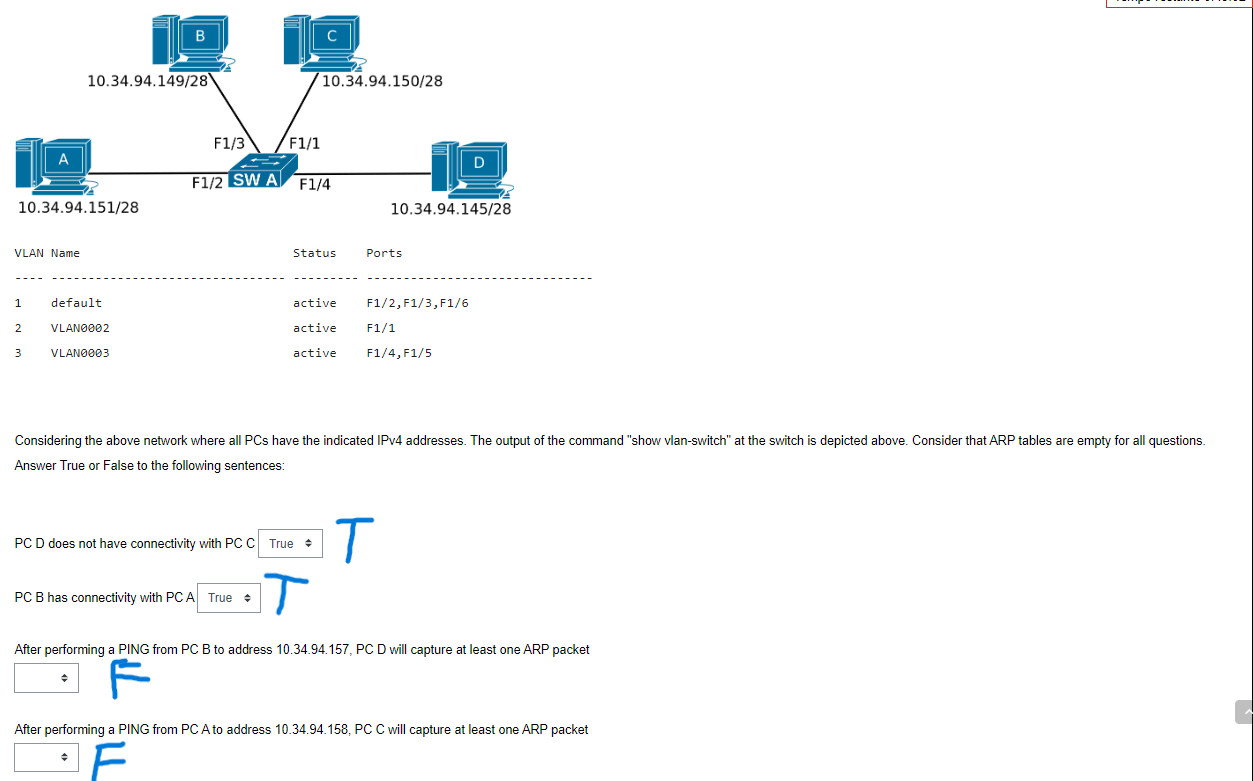 B
C
10.34.94.149/28
10.34.94.150/28
F1/3
F1/1
A
D
F1/2
SW A
F1/4
10.34.94.151/28
10.34.94.145/28
VLAN Name Status Ports
---- -------------------------------- --------- -------------------------------
1 default active F1/2,F1/3,F1/6
2 VLAN0002 active F1/1
3 VLAN0003 active F1/4,F1/5
Considering the above network where all PCs have the indicated IPv4 addresses. The output of the command "show vlan-switch" at the switch is depicted above. Consider that ARP tables are empty for all questions.
Answer True or False to the following sentences:
PC D does not have connectivity with PC C True T
PC B has connectivity with PC A True T
After performing a PING from PC B to address 10.34.94.157, PC D will capture at least one ARP packet
F
After performing a PING from PC A to address 10.34.94.158, PC C will capture at least one ARP packet
F